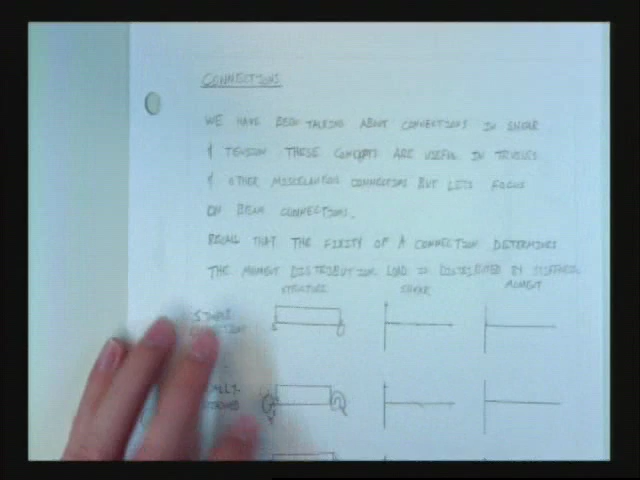 CONNECTIONS
WE HAVE BEEN TALKING ABOUT CONNECTIONS IN SHEAR
& TENSION THESE CONCEPTS ARE USEFUL IN TRUSSES
& OTHER MISCELANEOUS CONNECTIONS BUT LESS FOCUS
ON BEAM CONNECTIONS.
RECALL THAT THE FIXITY OF A CONNECTION DETERMINES
THE MOMENT DISTRIBUTION. LOAD IS DISTRIBUTED BY STIFFNESS
STRUCTURE SHEAR MOMENT